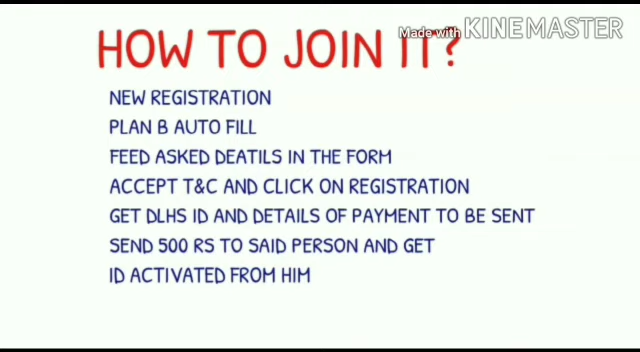 Made with KINEMASTER
HOW TO JOIN IT?
NEW REGISTRATION
PLAN B AUTO FILL
FEED ASKED DEATILS IN THE FORM
ACCEPT T&C AND CLICK ON REGISTRATION
GET DLHS ID AND DETAILS OF PAYMENT TO BE SENT
SEND 500 RS TO SAID PERSON AND GET
ID ACTIVATED FROM HIM